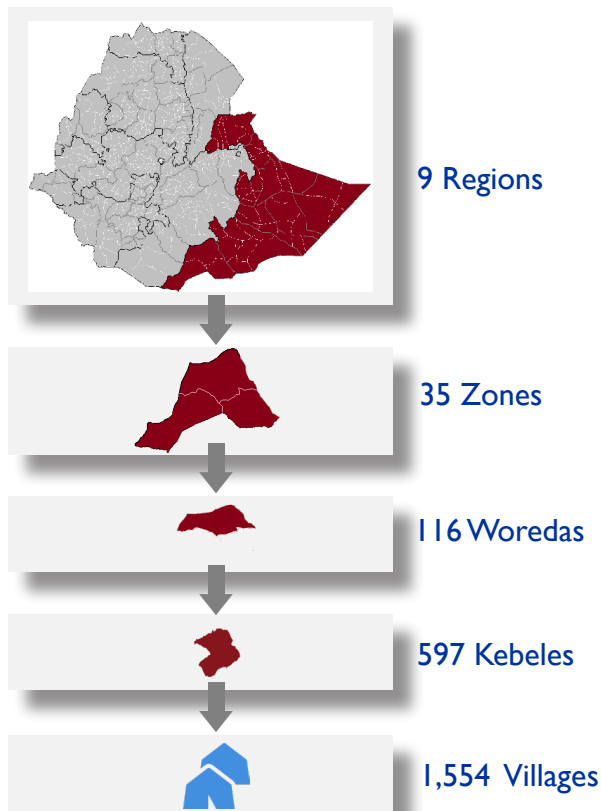 9 Regions
35 Zones
116 Woredas
597 Kebeles
1,554 Villages